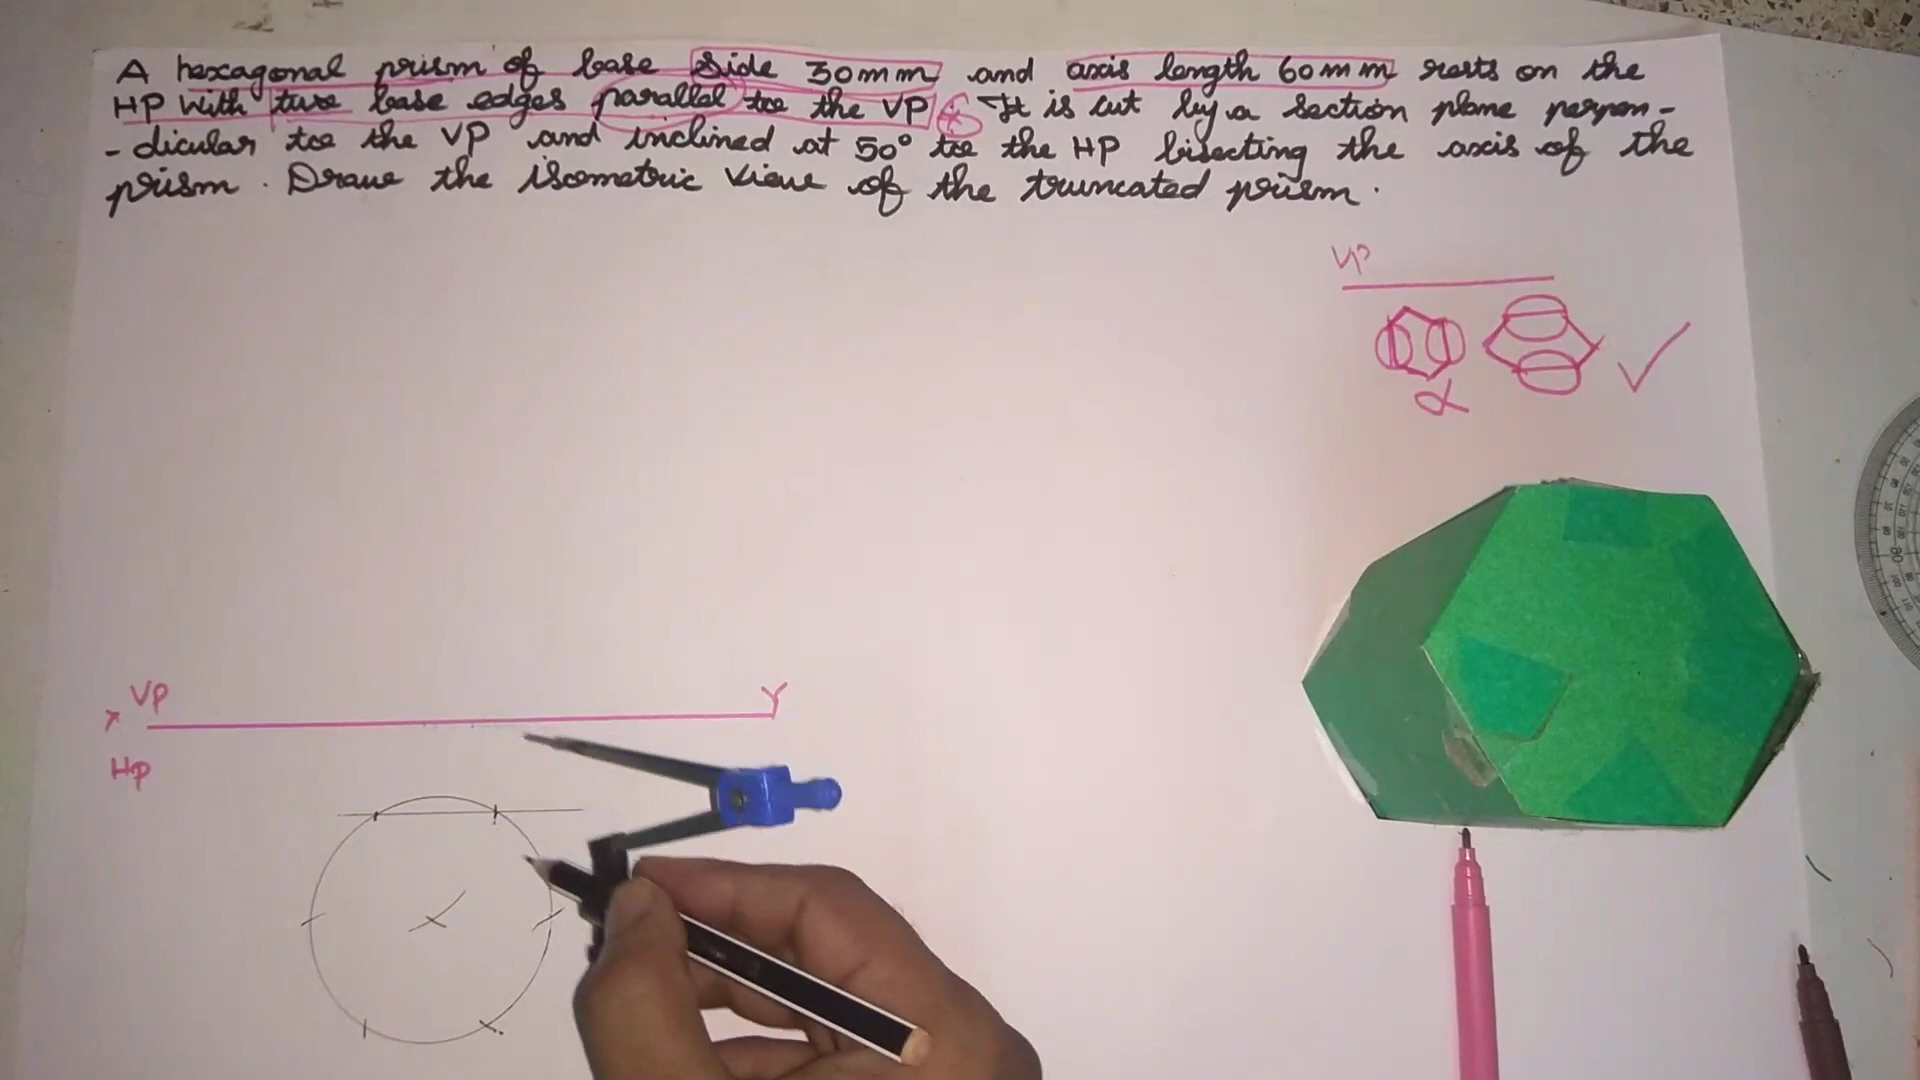 A hexagonal prism of base side 30mm and axis length 60mm rests on the
HP with two base edges parallel to the VP. It is cut by a section plane perpen-
-dicular to the VP and inclined at 50° to the HP bisecting the axis of the
prism. Draw the isometric view of the truncated prism.
VP
VP
X Y
HP